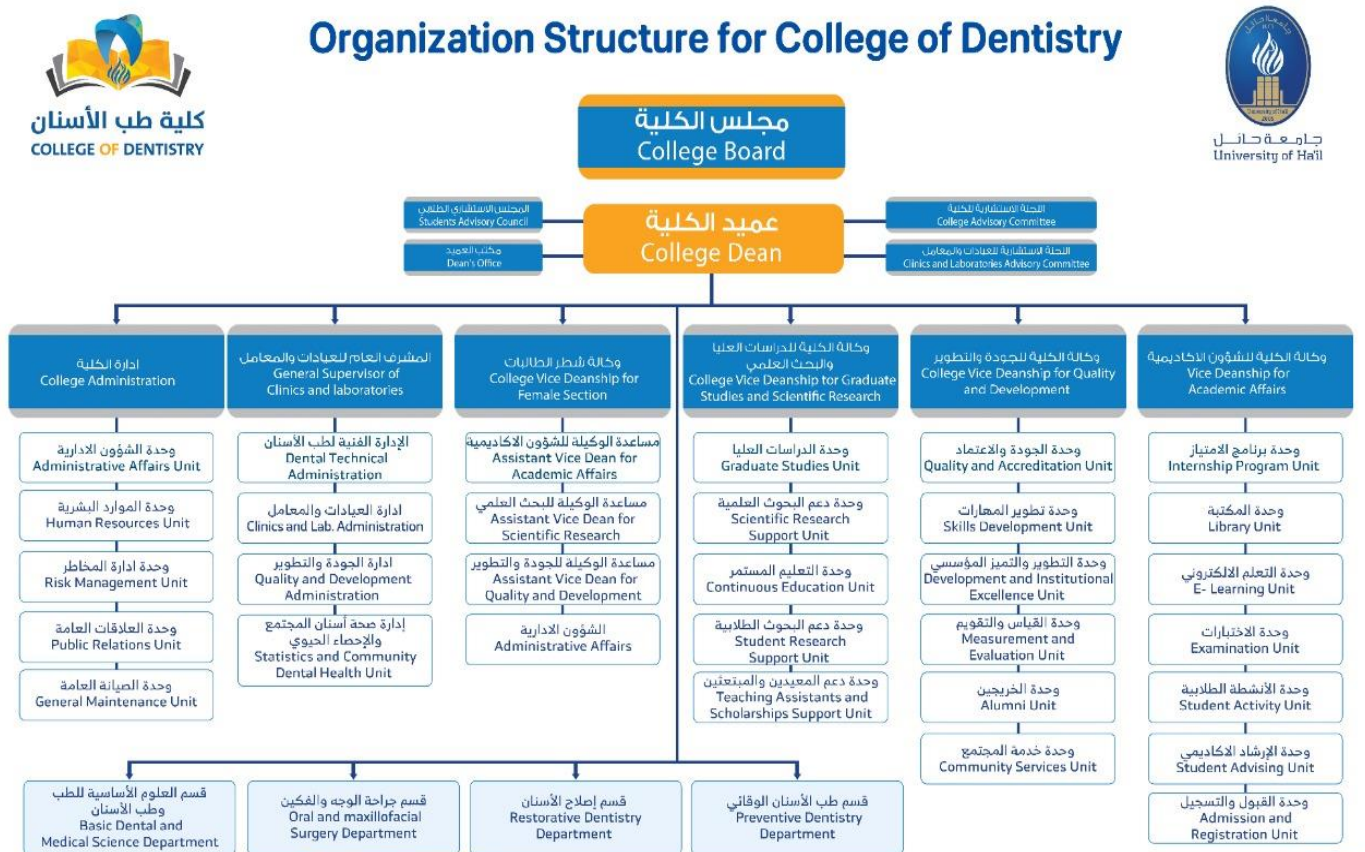 Organization Structure for College of Dentistry
كلية طب الأسنان
COLLEGE OF DENTISTRY
جامعة حائل
University of Ha'il
مجلس الكلية
College Board
المجلس الاستشاري الطلابي
Students Advisory Council
مكتب العميد
Dean's Office
عميد الكلية
College Dean
اللجنة الاستشارية للكلية
College Advisory Committee
اللجنة الاستشارية للعيادات والمعامل
Clinics and Laboratories Advisory Committee
ادارة الكلية
College Administration
المشرف العام للعيادات والمعامل
General Supervisor of
Clinics and laboratories
وكالة شطر الطالبات
College Vice Deanship for
Female Section
وكالة الكلية للدراسات العليا
والبحث العلمي
College Vice Deanship for Graduate
Studies and Scientific Research
وكالة الكلية للجودة والتطوير
College Vice Deanship for Quality
and Development
وكالة الكلية للشؤون الاكاديمية
Vice Deanship for
Academic Affairs
وحدة الشؤون الادارية
Administrative Affairs Unit
وحدة الموارد البشرية
Human Resources Unit
وحدة ادارة المخاطر
Risk Management Unit
وحدة العلاقات العامة
Public Relations Unit
وحدة الصيانة العامة
General Maintenance Unit
الإدارة الفنية لطب الأسنان
Dental Technical
Administration
ادارة العيادات والمعامل
Clinics and Lab. Administration
ادارة الجودة والتطوير
Quality and Development
Administration
إدارة صحة أسنان المجتمع
والإحصاء الحيوي
Statistics and Community
Dental Health Unit
مساعدة الوكيلة للشؤون الاكاديمية
Assistant Vice Dean for
Academic Affairs
مساعدة الوكيلة للبحث العلمي
Assistant Vice Dean for
Scientific Research
مساعدة الوكيلة للجودة والتطوير
Assistant Vice Dean for
Quality and Development
الشؤون الادارية
Administrative Affairs
وحدة الدراسات العليا
Graduate Studies Unit
وحدة دعم البحوث العلمية
Scientific Research
Support Unit
وحدة التعليم المستمر
Continuous Education Unit
وحدة دعم البحوث الطلابية
Student Research
Support Unit
وحدة دعم المعيدين والمبتعثين
Teaching Assistants and
Scholarships Support Unit
وحدة الجودة والاعتماد
Quality and Accreditation Unit
وحدة تطوير المهارات
Skills Development Unit
وحدة التطوير والتميز المؤسسي
Development and Institutional
Excellence Unit
وحدة القياس والتقويم
Measurement and
Evaluation Unit
وحدة الخريجين
Alumni Unit
وحدة خدمة المجتمع
Community Services Unit
وحدة برنامج الامتياز
Internship Program Unit
وحدة المكتبة
Library Unit
وحدة التعلم الالكتروني
E- Learning Unit
وحدة الاختبارات
Examination Unit
وحدة الأنشطة الطلابية
Student Activity Unit
وحدة الإرشاد الاكاديمي
Student Advising Unit
وحدة القبول والتسجيل
Admission and
Registration Unit
قسم العلوم الأساسية للطب
وطب الأسنان
Basic Dental and
Medical Science Department
قسم جراحة الوجه والفكين
Oral and maxillofacial
Surgery Department
قسم إصلاح الأسنان
Restorative Dentistry
Department
قسم طب الأسنان الوقائي
Preventive Dentistry
Department